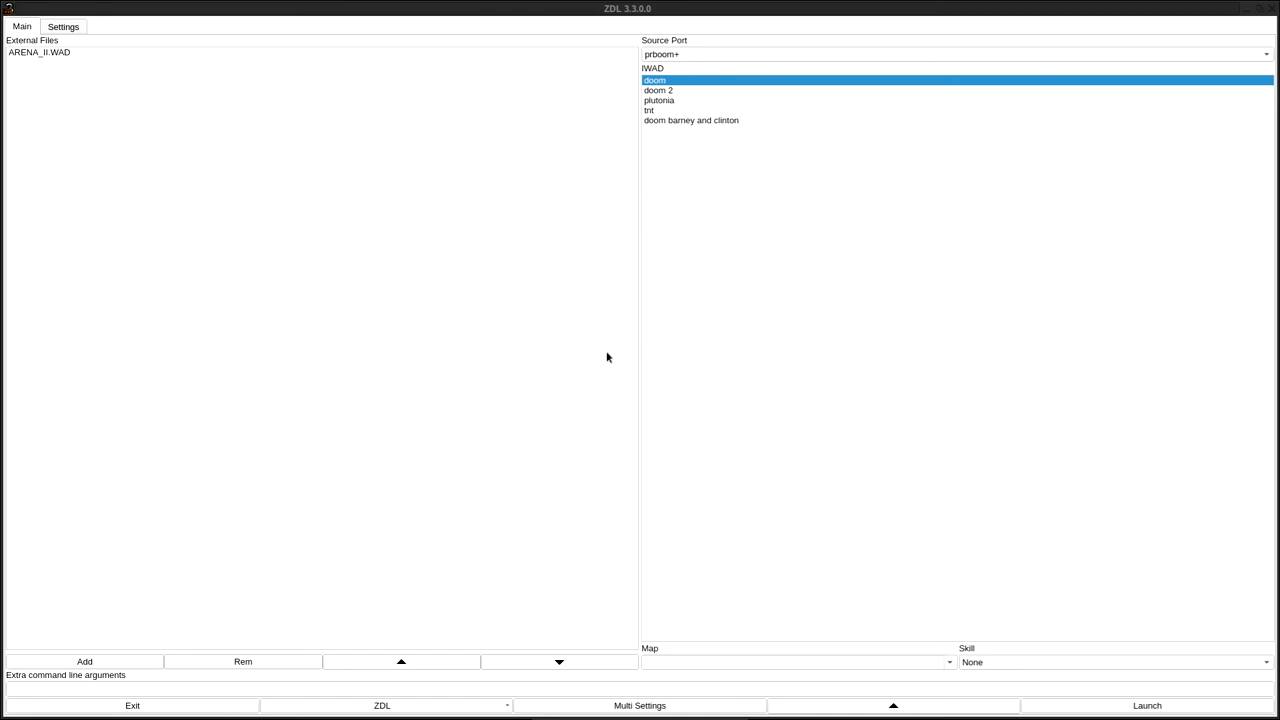 ZDL 3.3.0.0
Main
Settings
External Files
ARENA_II.WAD
Source Port
prboom+
IWAD
doom
doom 2
plutonia
tnt
doom barney and clinton
Map
Skill
None
Add
Rem
Extra command line arguments
Exit
ZDL
Multi Settings
Launch